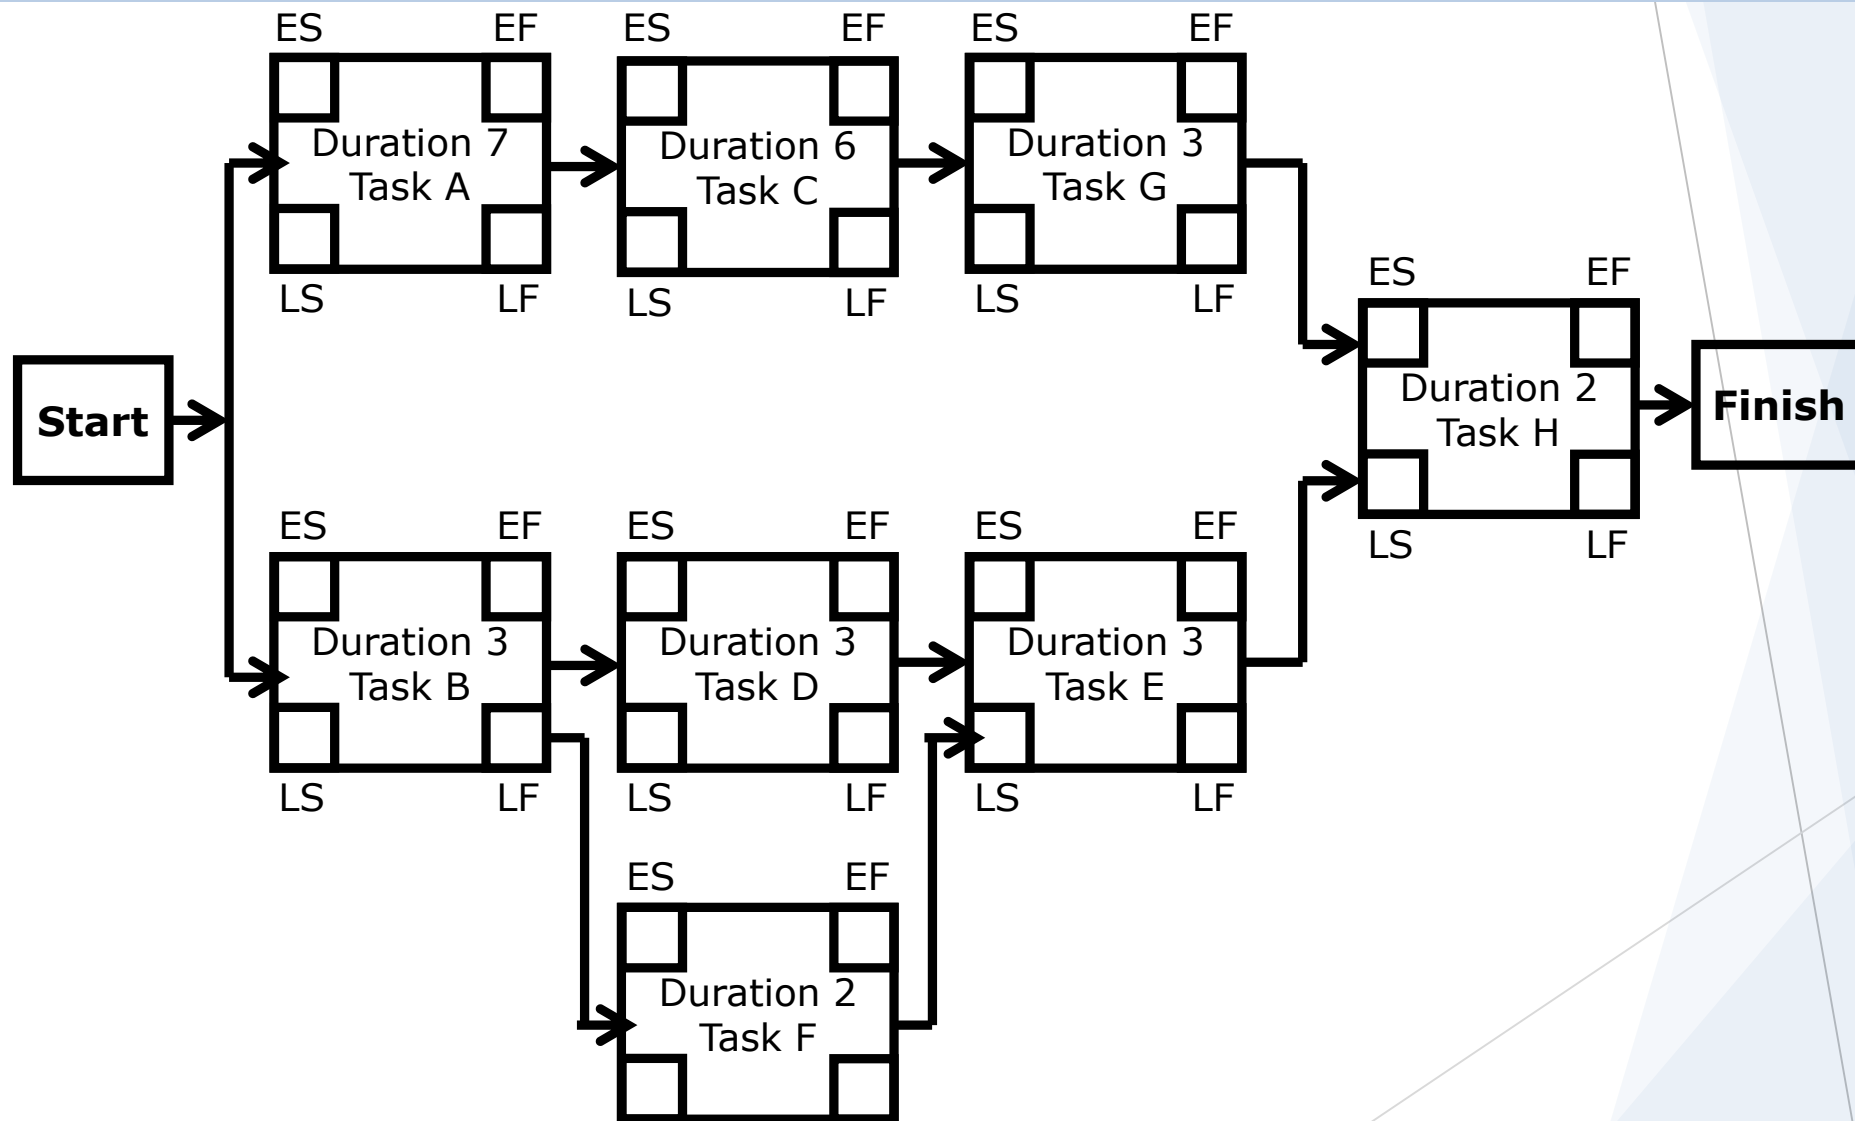 ES EF ES EF ES EF
Duration 7
Task A
Duration 6
Task C
Duration 3
Task G
LS LF LS LF LS LF
ES EF
Start
Duration 2
Task H
Finish
LS LF
ES EF ES EF ES EF
Duration 3
Task B
Duration 3
Task D
Duration 3
Task E
LS LF LS LF LS LF
ES EF
Duration 2
Task F